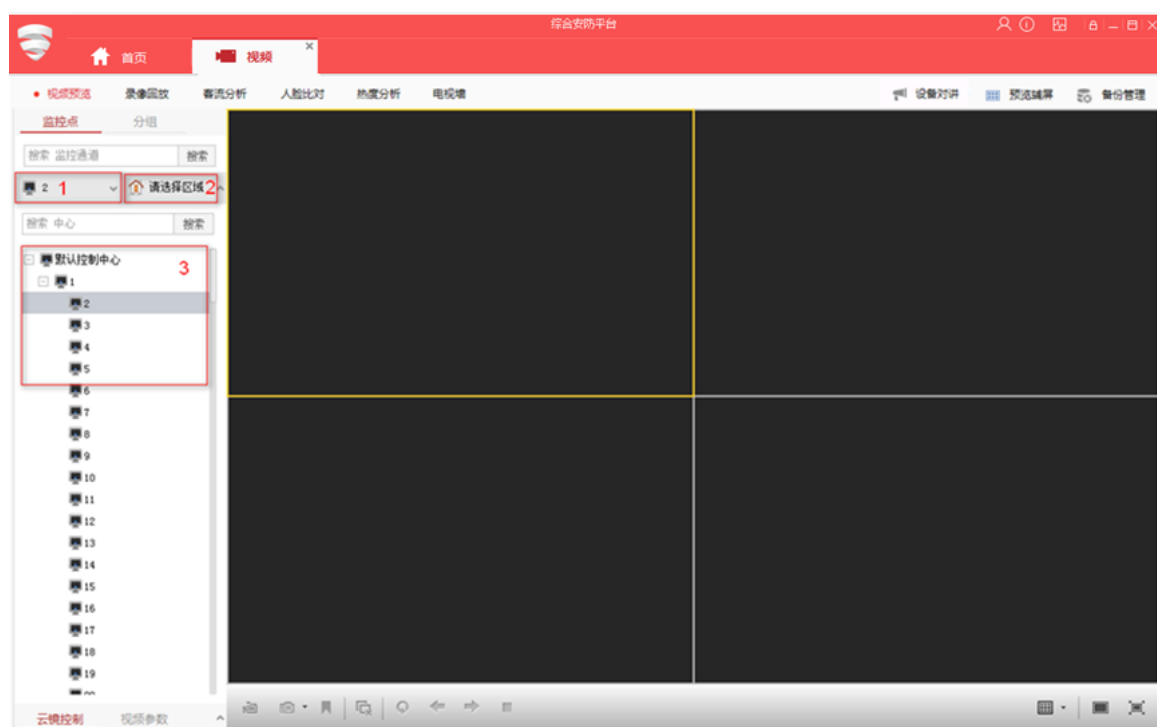 综合安防平台
首页
视频
视频预览 录像回放 客流分析 人脸比对 热度分析 电视墙 设备对讲 预览辅屏 备份管理
监控点 分组
搜索 监控通道 搜索
2 1 请选择区域 2
搜索 中心 搜索
默认控制中心
3
1
2
3
4
5
6
7
8
9
10
11
12
13
14
15
16
17
18
19
云镜控制 视频参数